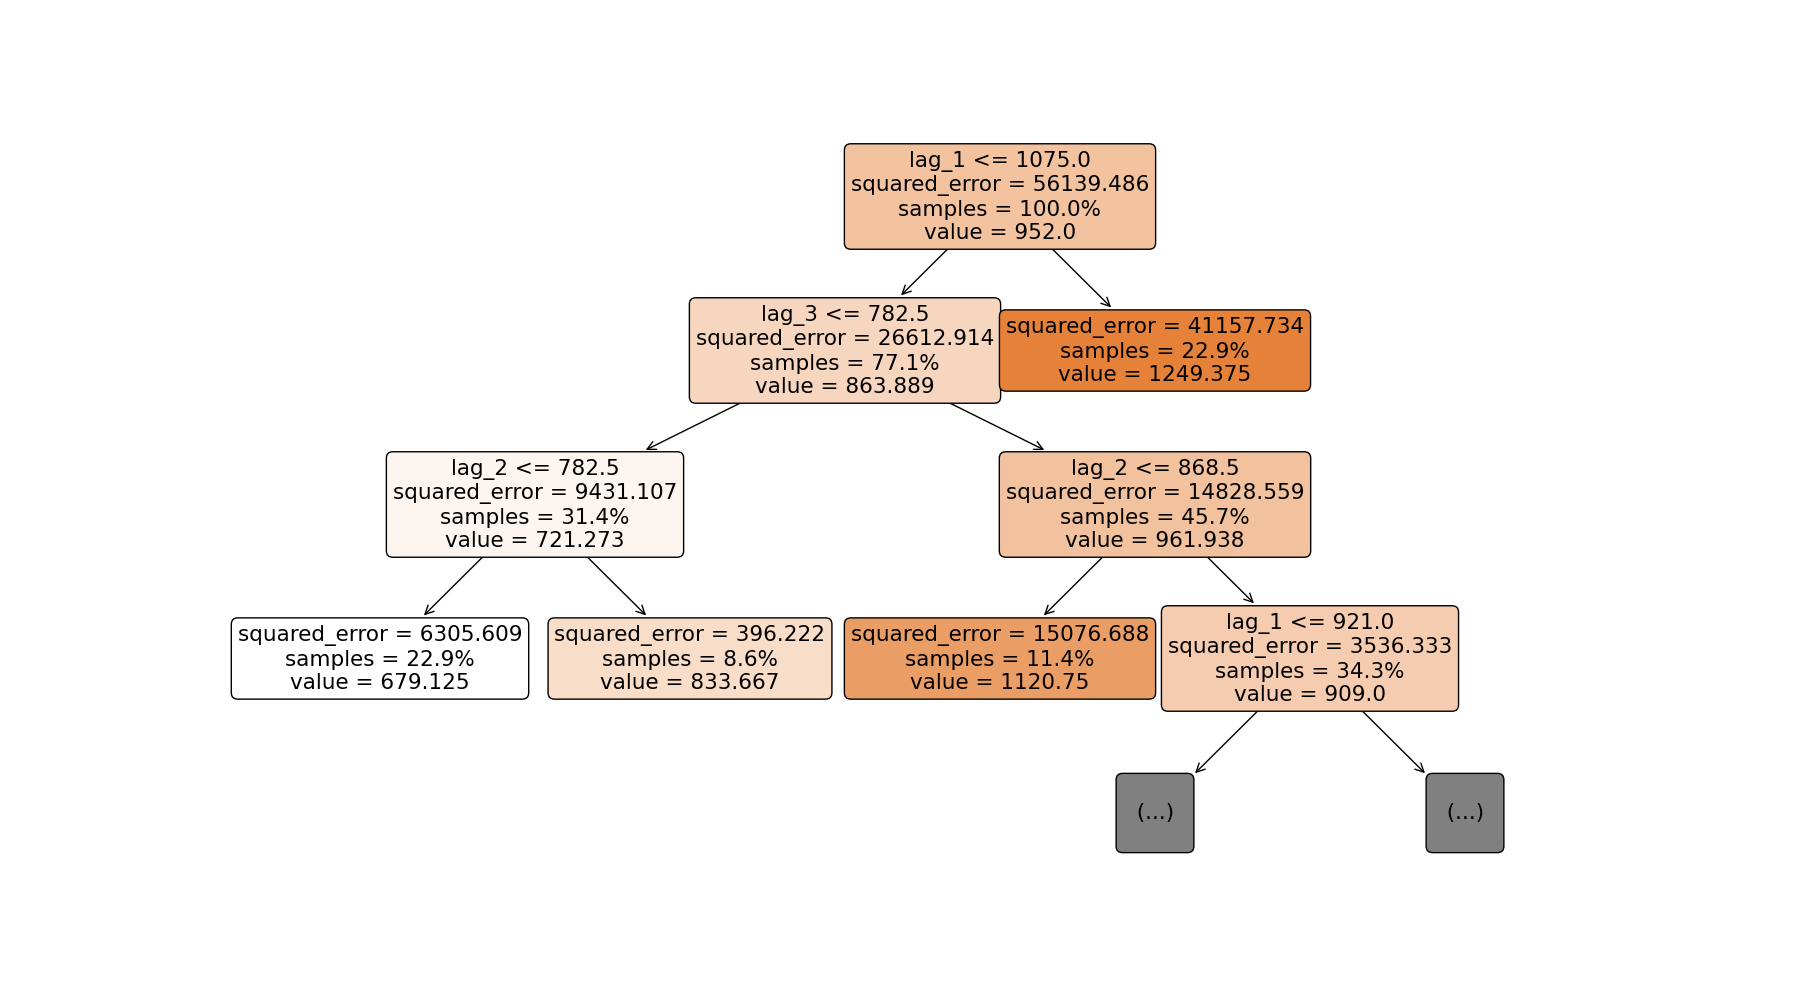 lag_1 <= 1075.0
squared_error = 56139.486
samples = 100.0%
value = 952.0
lag_3 <= 782.5
squared_error = 26612.914
samples = 77.1%
value = 863.889
squared_error = 41157.734
samples = 22.9%
value = 1249.375
lag_2 <= 782.5
squared_error = 9431.107
samples = 31.4%
value = 721.273
lag_2 <= 868.5
squared_error = 14828.559
samples = 45.7%
value = 961.938
squared_error = 6305.609
samples = 22.9%
value = 679.125
squared_error = 396.222
samples = 8.6%
value = 833.667
squared_error = 15076.688
samples = 11.4%
value = 1120.75
lag_1 <= 921.0
squared_error = 3536.333
samples = 34.3%
value = 909.0
(...)
(...)